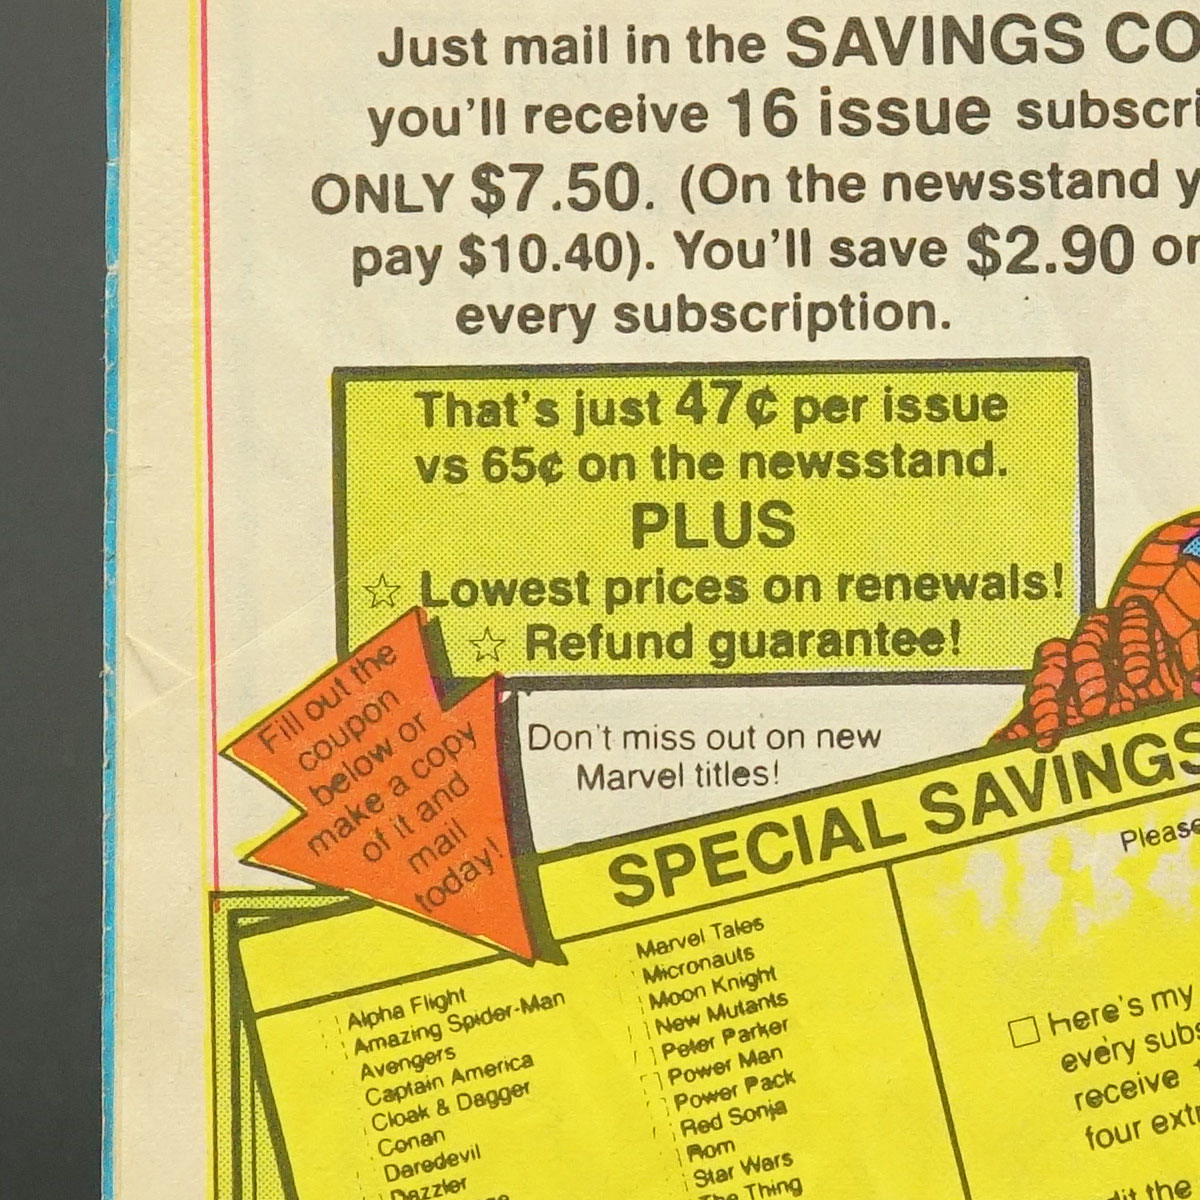 Just mail in the SAVINGS CO
you'll receive 16 issue subscri
ONLY $7.50. (On the newsstand y
pay $10.40). You'll save $2.90 on
every subscription.
That's just 47¢ per issue
vs 65¢ on the newsstand.
PLUS
☆ Lowest prices on renewals!
☆ Refund guarantee!
Fill out the
coupon
below or
make a copy
of it and
mail
today!
Don't miss out on new
Marvel titles!
SPECIAL SAVINGS
Please
Alpha Flight
Amazing Spider-Man
Avengers
Captain America
Cloak & Dagger
Conan
Daredevil
Dazzler
Marvel Tales
Micronauts
Moon Knight
New Mutants
Peter Parker
Power Man
Power Pack
Red Sonja
Rom
Star Wars
The Thing
here's my
every subs
receive
four extr
the